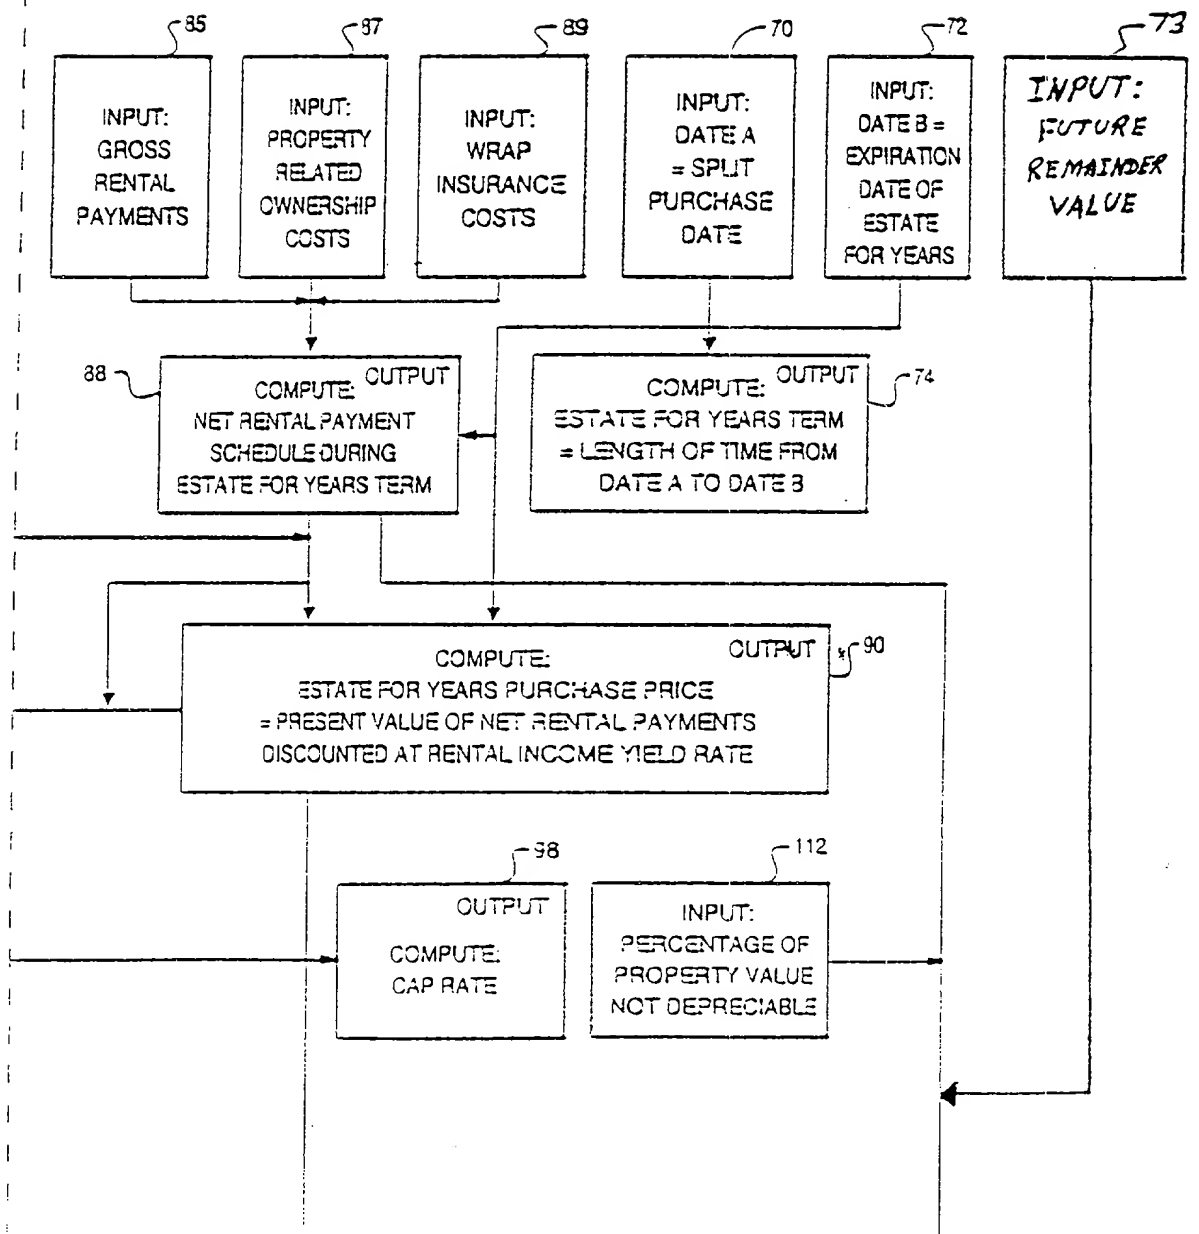 85
87
89
70
72
73
INPUT:
GROSS
RENTAL
PAYMENTS
INPUT:
PROPERTY
RELATED
OWNERSHIP
COSTS
INPUT:
WRAP
INSURANCE
COSTS
INPUT:
DATE A
= SPLIT
PURCHASE
DATE
INPUT:
DATE B =
EXPIRATION
DATE OF
ESTATE
FOR YEARS
INPUT:
FUTURE
REMAINDER
VALUE
88
OUTPUT
COMPUTE:
NET RENTAL PAYMENT
SCHEDULE DURING
ESTATE FOR YEARS TERM
OUTPUT
74
COMPUTE:
ESTATE FOR YEARS TERM
= LENGTH OF TIME FROM
DATE A TO DATE B
OUTPUT
90
COMPUTE:
ESTATE FOR YEARS PURCHASE PRICE
= PRESENT VALUE OF NET RENTAL PAYMENTS
DISCOUNTED AT RENTAL INCOME YIELD RATE
98
OUTPUT
COMPUTE:
CAP RATE
112
INPUT:
PERCENTAGE OF
PROPERTY VALUE
NOT DEPRECIABLE